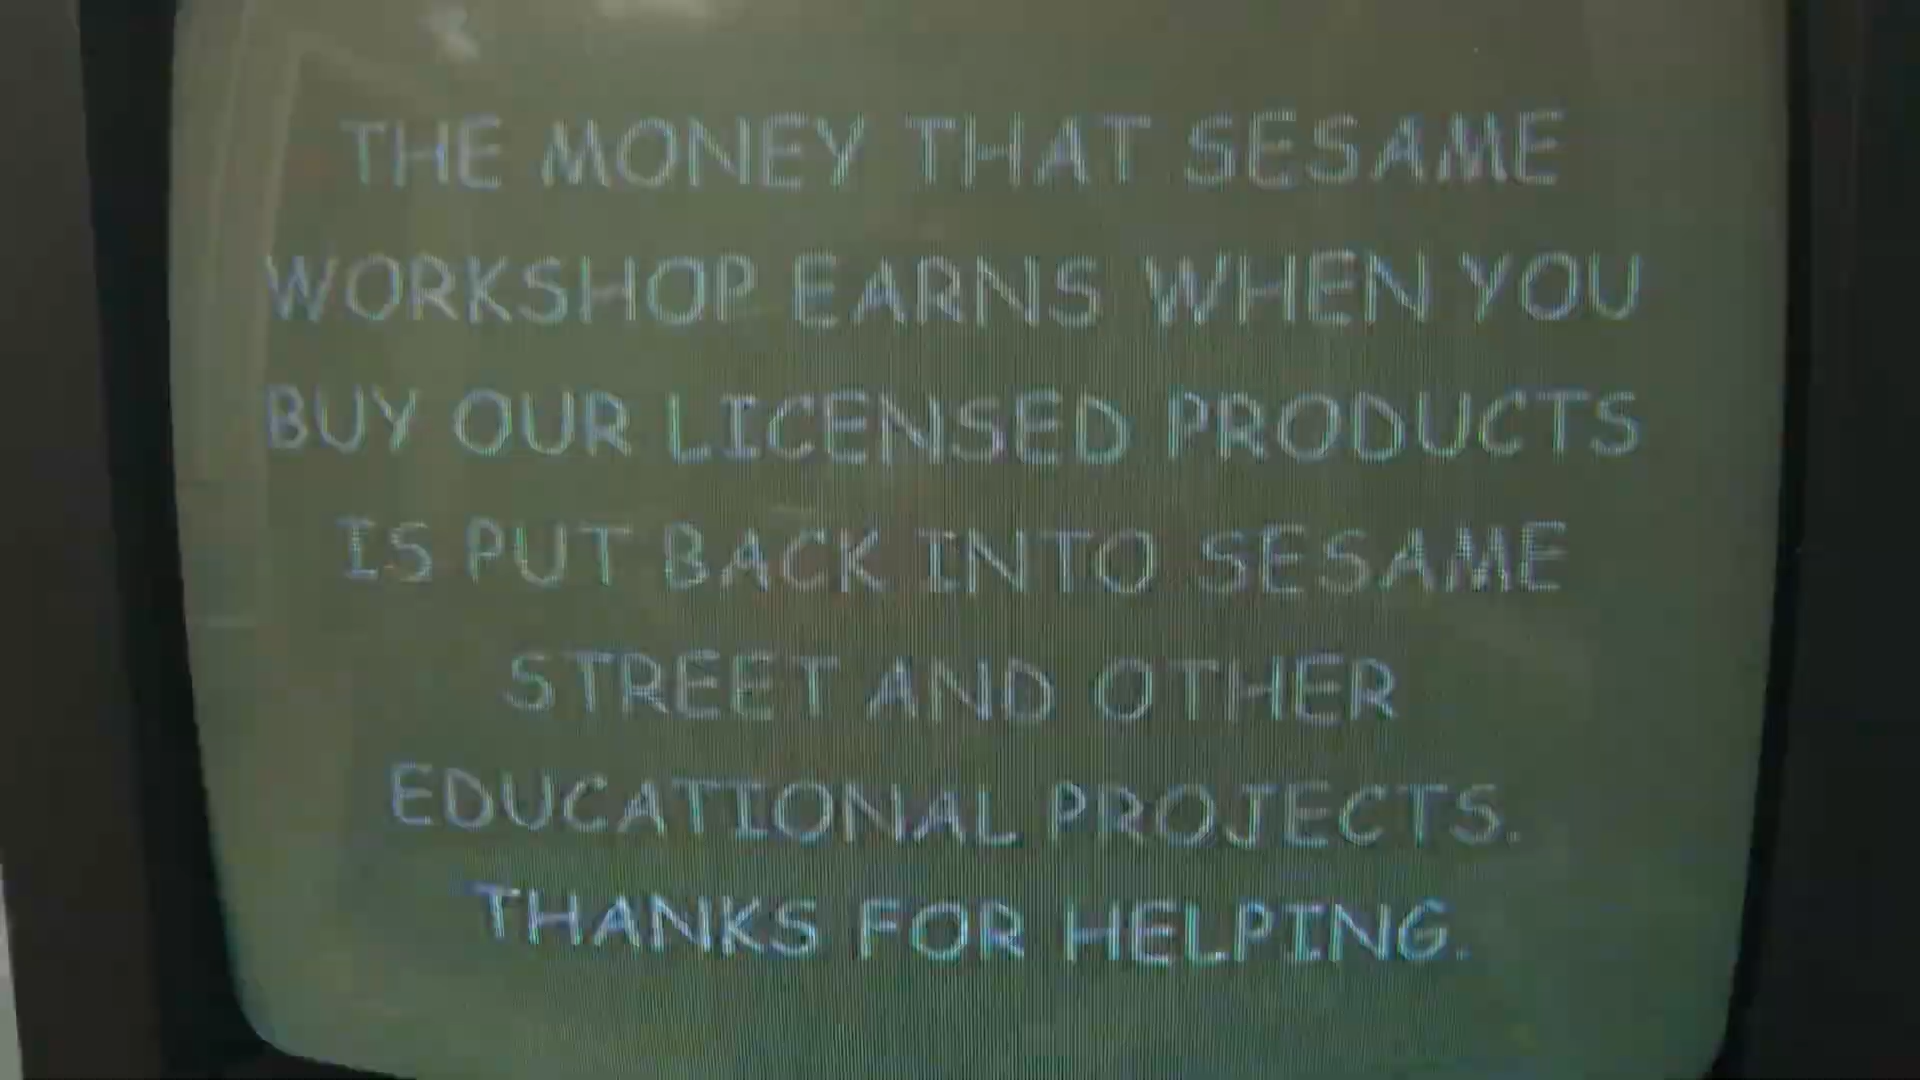 THE MONEY THAT SESAME
WORKSHOP EARNS WHEN YOU
BUY OUR LICENSED PRODUCTS
IS PUT BACK INTO SESAME
STREET AND OTHER
EDUCATIONAL PROJECTS.
THANKS FOR HELPING.